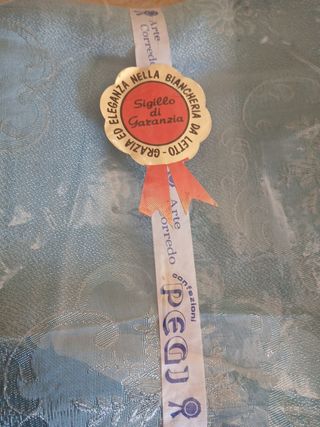 Arte
Corredo
GRAZIA ED ELEGANZA NELLA BIANCHERIA DA LETTO -
Sigillo
di
Garanzia
Arte
Corredo
confezioni
PEGI